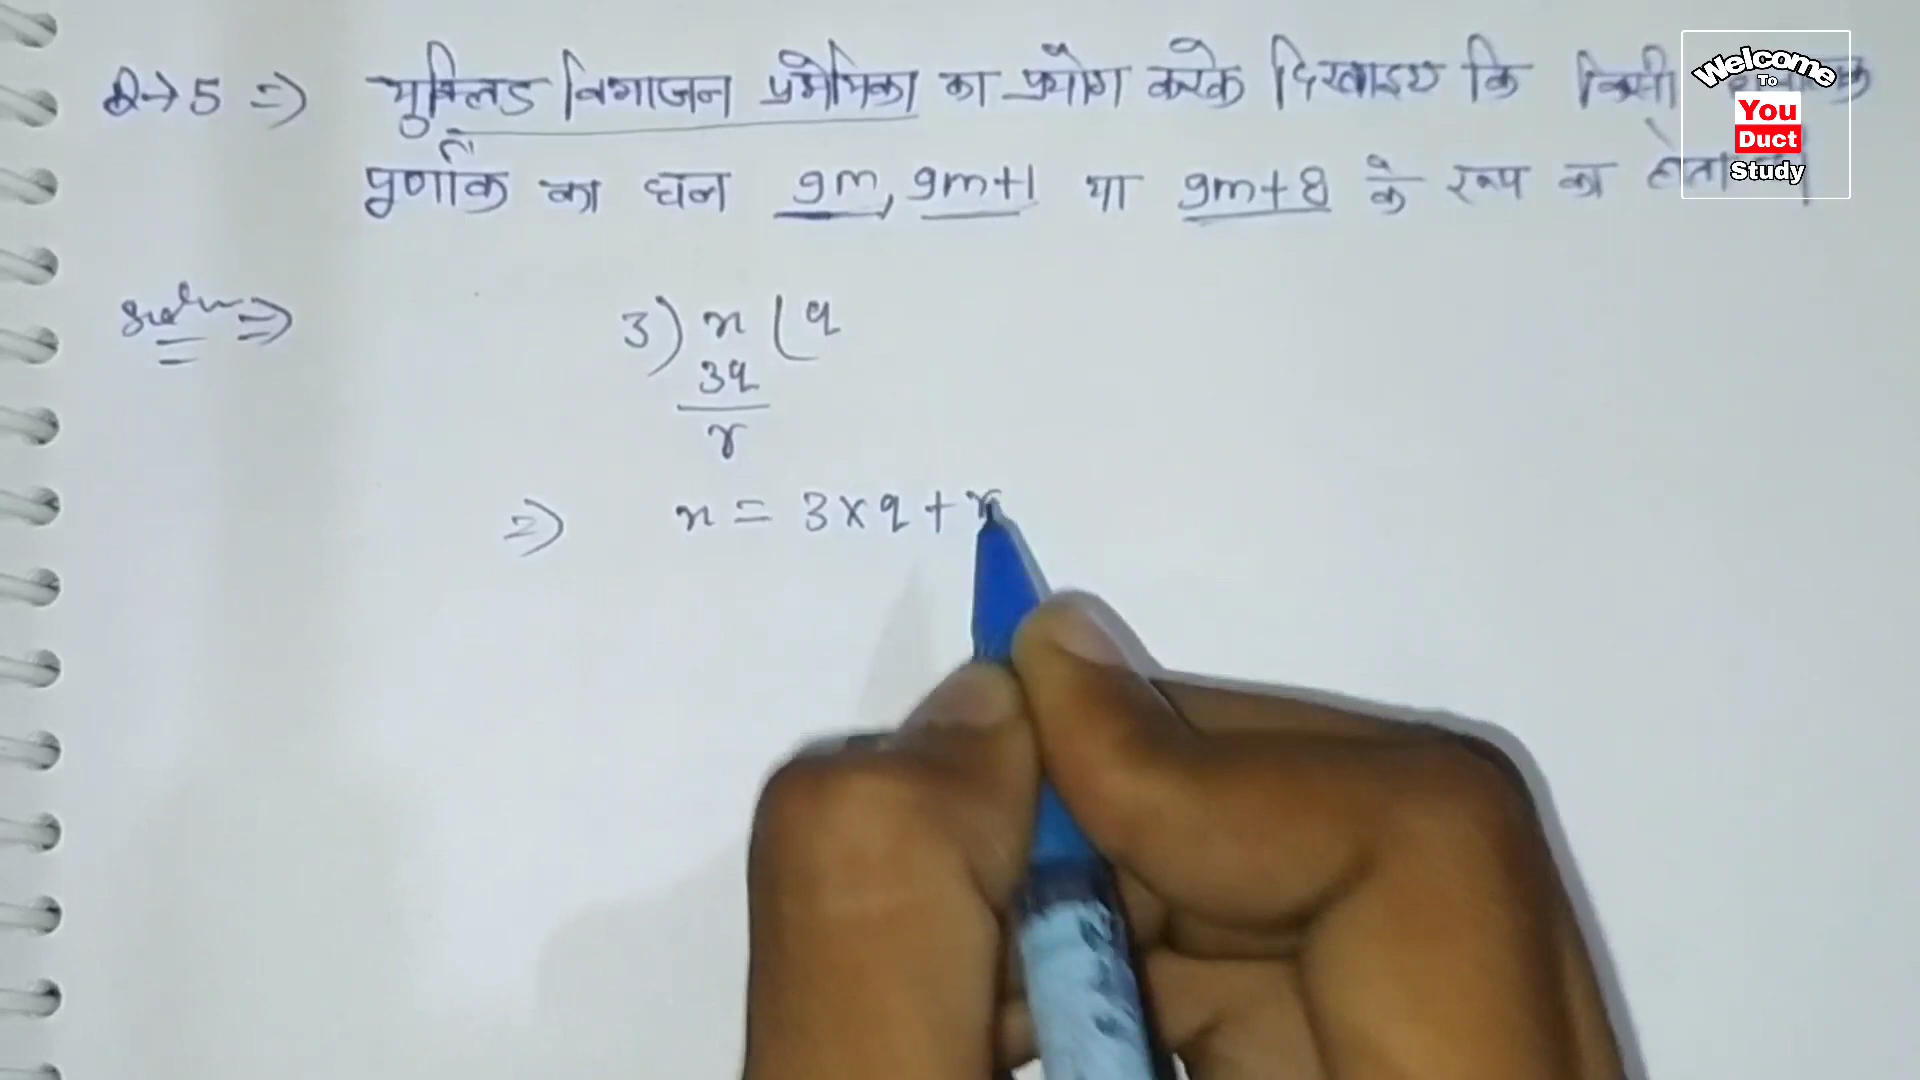 Q→5 ⇒ युक्लिड विभाजन प्रमेयिका का प्रयोग करके दिखाइए कि किसी
पूर्णांक का घन 9m, 9m+1 या 9m+8 के रूप का होता
Welcome
To
You
Duct
Study
Soln ⇒
3) x ( q
3q
r
⇒ x = 3×q+r